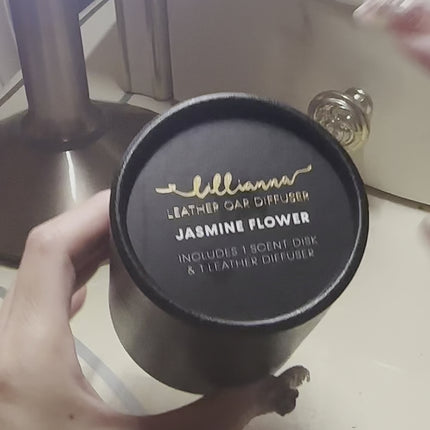 lillianna
LEATHER CAR DIFFUSER
JASMINE FLOWER
INCLUDES 1 SCENT DISK
& 1 LEATHER DIFFUSER